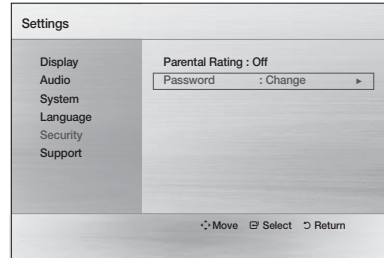 Settings
Display
Audio
System
Language
Security
Support
Parental Rating : Off
Password : Change ►
Move Select Return